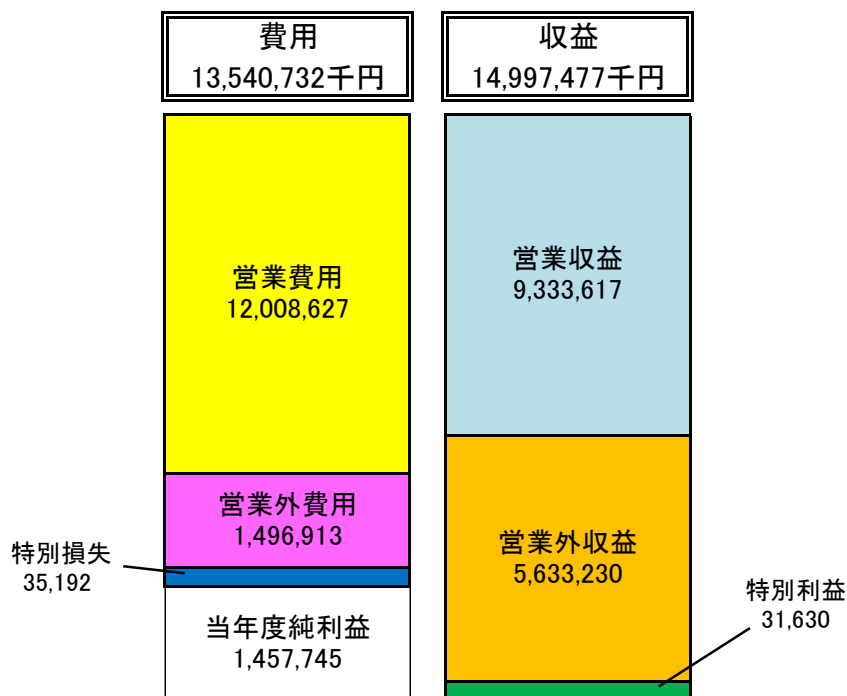 費用
13,540,732千円
収益
14,997,477千円
営業費用
12,008,627
営業収益
9,333,617
営業外費用
1,496,913
営業外収益
5,633,230
特別損失
35,192
特別利益
31,630
当年度純利益
1,457,745